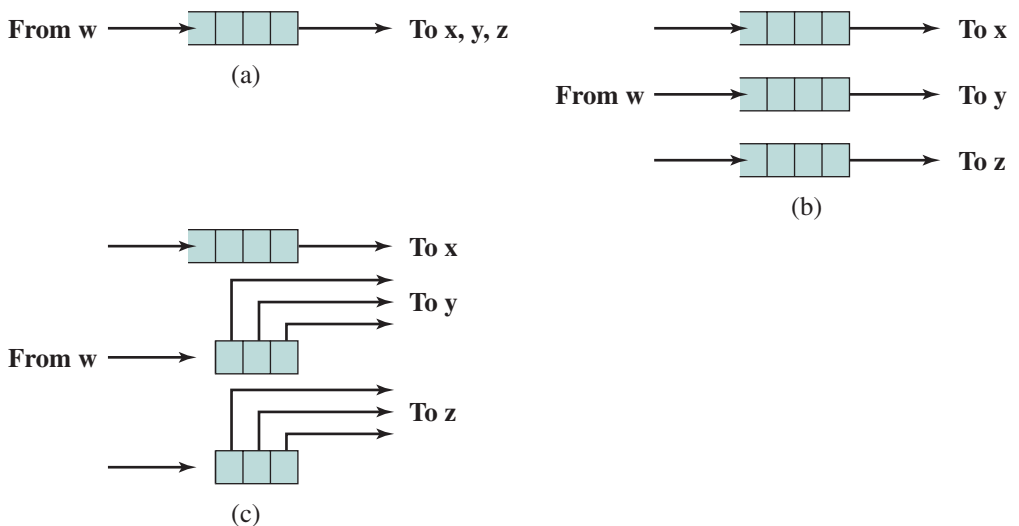 From w To x, y, z
(a)
To x
From w To y
To z
(b)
To x
To y
From w
To z
(c)